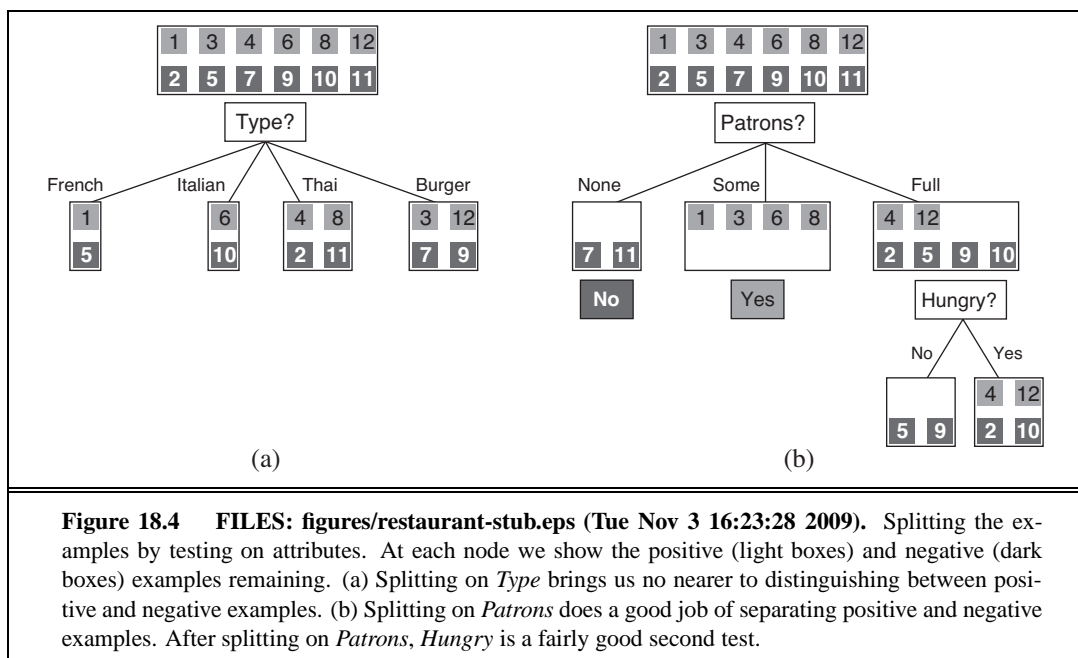 1 3 4 6 8 12
2 5 7 9 10 11
Type?
French Italian Thai Burger
1 6 4 8 3 12
5 10 2 11 7 9
(a)
1 3 4 6 8 12
2 5 7 9 10 11
Patrons?
None Some Full
1 3 6 8 4 12
7 11 2 5 9 10
No Yes Hungry?
No Yes
4 12
5 9 2 10
(b)
Figure 18.4 FILES: figures/restaurant-stub.eps (Tue Nov 3 16:23:28 2009). Splitting the ex-
amples by testing on attributes. At each node we show the positive (light boxes) and negative (dark
boxes) examples remaining. (a) Splitting on Type brings us no nearer to distinguishing between posi-
tive and negative examples. (b) Splitting on Patrons does a good job of separating positive and negative
examples. After splitting on Patrons, Hungry is a fairly good second test.